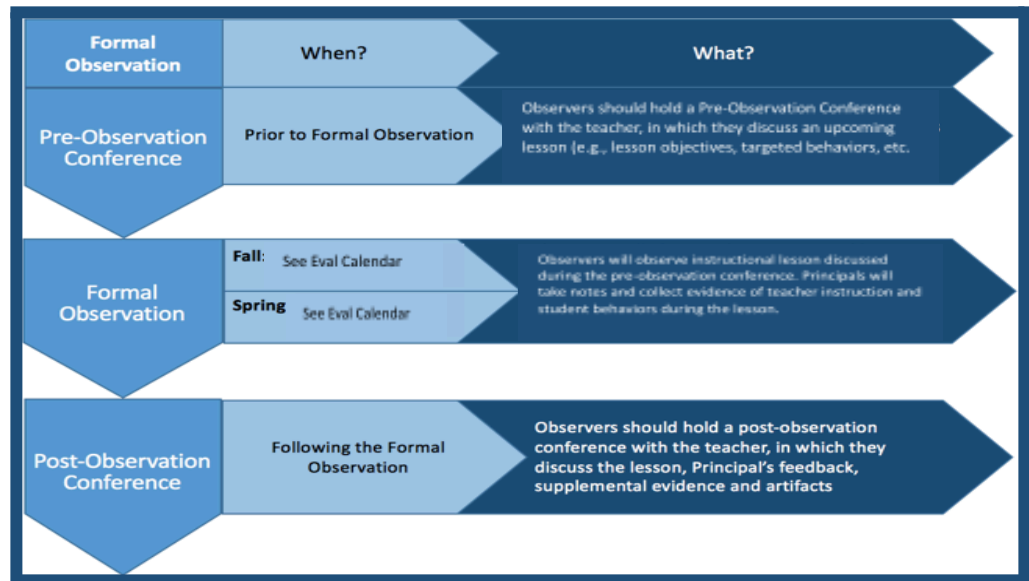 Formal
Observation
When?
What?
Pre-Observation
Conference
Prior to Formal Observation
Observers should hold a Pre-Observation Conference
with the teacher, in which they discuss an upcoming
lesson (e.g., lesson objectives, targeted behaviors, etc.
Formal
Observation
Fall: See Eval Calendar
Spring See Eval Calendar
Observers will observe instructional lesson discussed
during the pre-observation conference. Principals will
take notes and collect evidence of teacher instruction and
student behaviors during the lesson.
Post-Observation
Conference
Following the Formal
Observation
Observers should hold a post-observation
conference with the teacher, in which they
discuss the lesson, Principal's feedback,
supplemental evidence and artifacts